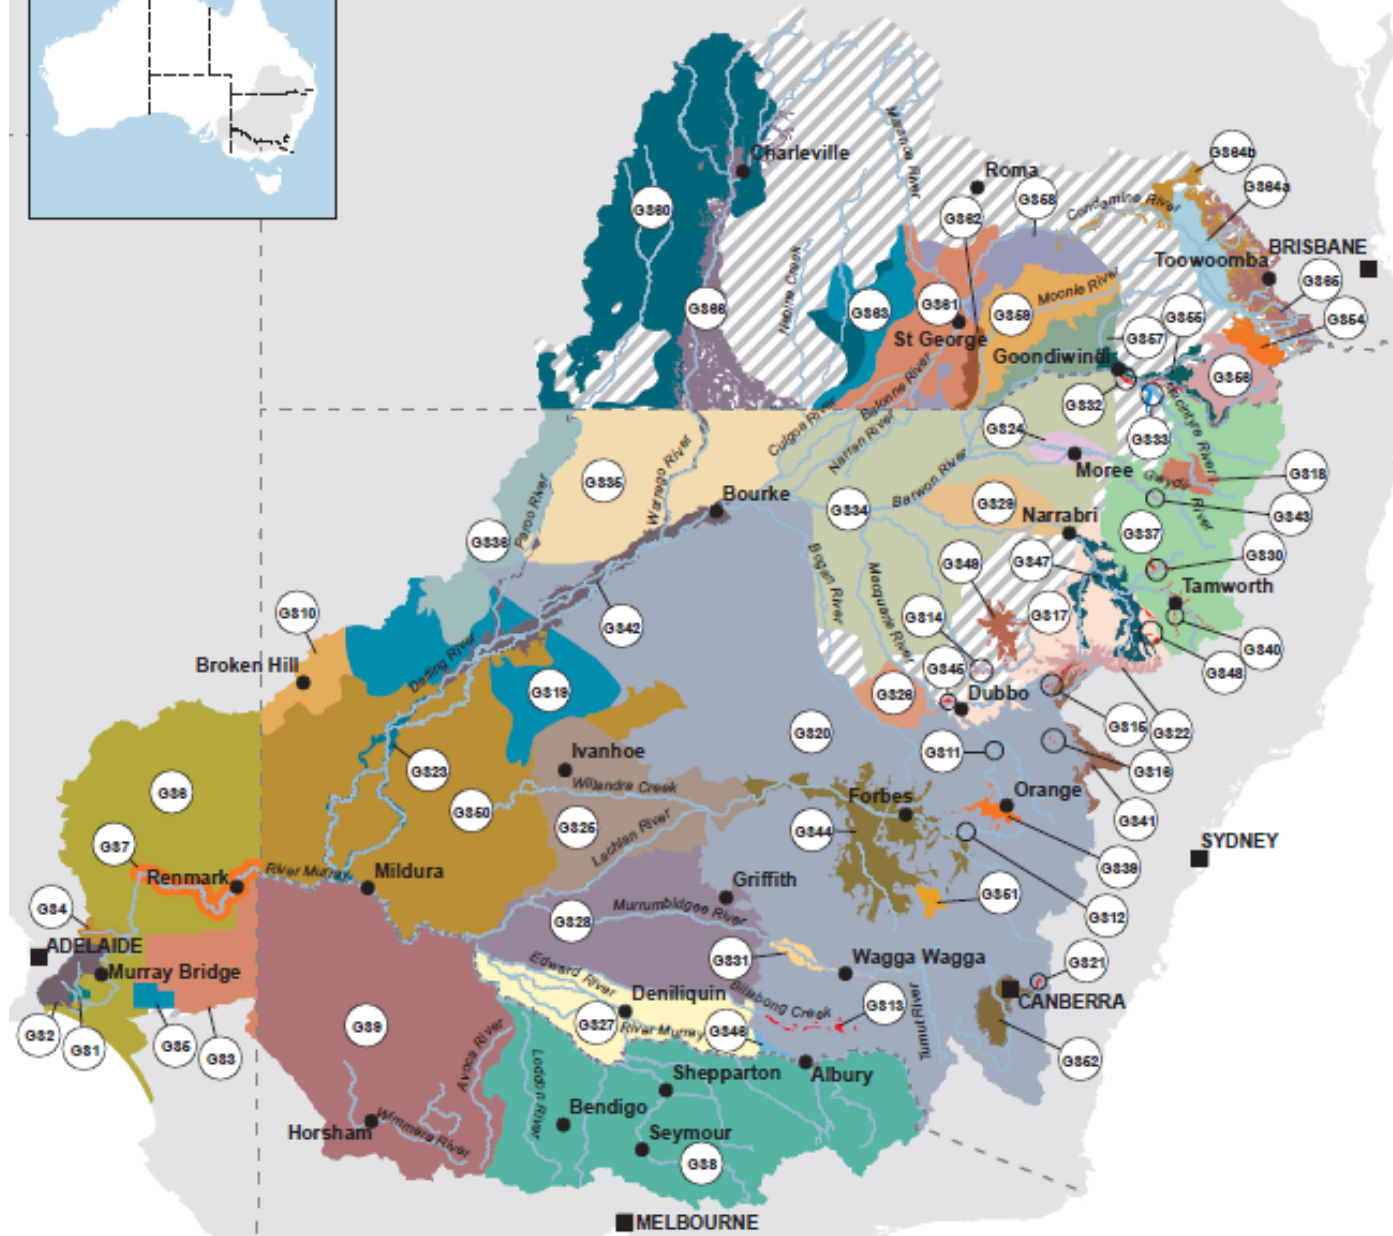 Charleville
Maranoa River
Roma
GS64b
GS64a
GS60
GS62
GS58
Condamine River
BRISBANE
Toowoomba
Nebine Creek
GS66
GS63
GS61
GS59
Moonie River
GS65
GS55
GS54
St George
GS57
Goondiwindi
GS56
Balonne River
GS32
Culgoa River
Narran River
GS24
GS33
Macintyre River
Moree
GS35
Warrego River
Paroo River
Barwon River
Gwydir River
GS18
Bourke
GS34
GS29
Narrabri
GS43
GS36
GS37
Bogan River
Macquarie River
GS49
GS47
GS30
Tamworth
GS10
GS42
GS14
GS17
GS40
Broken Hill
Darling River
GS45
GS48
GS19
GS26
Dubbo
GS15
GS22
GS20
GS11
Ivanhoe
GS16
GS6
GS23
Willandra Creek
GS50
Forbes
Orange
GS41
GS25
GS44
Lachlan River
SYDNEY
GS7
Renmark
River Murray
Mildura
GS39
Griffith
GS51
GS12
GS4
GS28
Murrumbidgee River
ADELAIDE
Murray Bridge
GS31
Wagga Wagga
GS21
Edward River
Deniliquin
Billabong Creek
GS13
CANBERRA
GS2
GS1
GS5
GS3
GS9
GS27
River Murray
GS46
Tumut River
GS52
Avoca River
Loddon River
Shepparton
Albury
Bendigo
Horsham
Wimmera River
Seymour
GS8
MELBOURNE